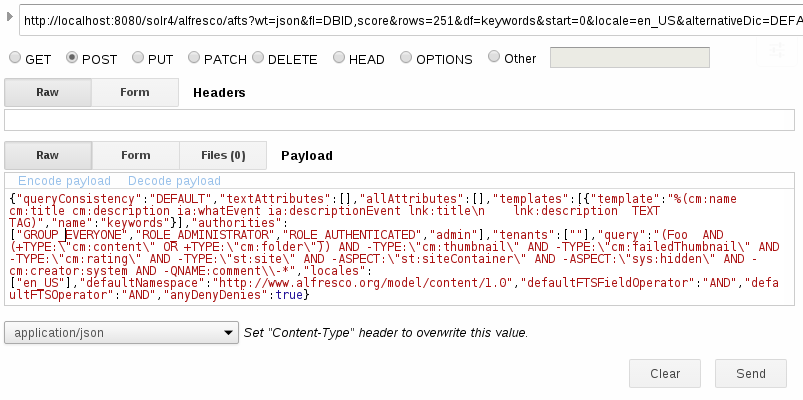 http://localhost:8080/solr4/alfresco/afts?wt=json&fl=DBID,score&rows=251&df=keywords&start=0&locale=en_US&alternativeDic=DEFA
GET POST PUT PATCH DELETE HEAD OPTIONS Other
Raw Form Headers
Raw Form Files (0) Payload
Encode payload Decode payload
{"queryConsistency":"DEFAULT","textAttributes":[],"allAttributes":[],"templates":[{"template":"%(cm:name
cm:title cm:description ia:whatEvent ia:descriptionEvent lnk:title\n    lnk:description  TEXT
TAG)","name":"keywords"}],"authorities":
["GROUP_EVERYONE","ROLE_ADMINISTRATOR","ROLE_AUTHENTICATED","admin"],"tenants":[""],"query":"(Foo  AND
(+TYPE:\"cm:content\" OR +TYPE:\"cm:folder\")) AND -TYPE:\"cm:thumbnail\" AND -TYPE:\"cm:failedThumbnail\" AND
-TYPE:\"cm:rating\" AND -TYPE:\"st:site\" AND -ASPECT:\"st:siteContainer\" AND -ASPECT:\"sys:hidden\" AND -
cm:creator:system AND -QNAME:comment\\-*","locales":
["en_US"],"defaultNamespace":"http://www.alfresco.org/model/content/1.0","defaultFTSFieldOperator":"AND","defa
ultFTSOperator":"AND","anyDenyDenies":true}
application/json Set "Content-Type" header to overwrite this value.
Clear Send